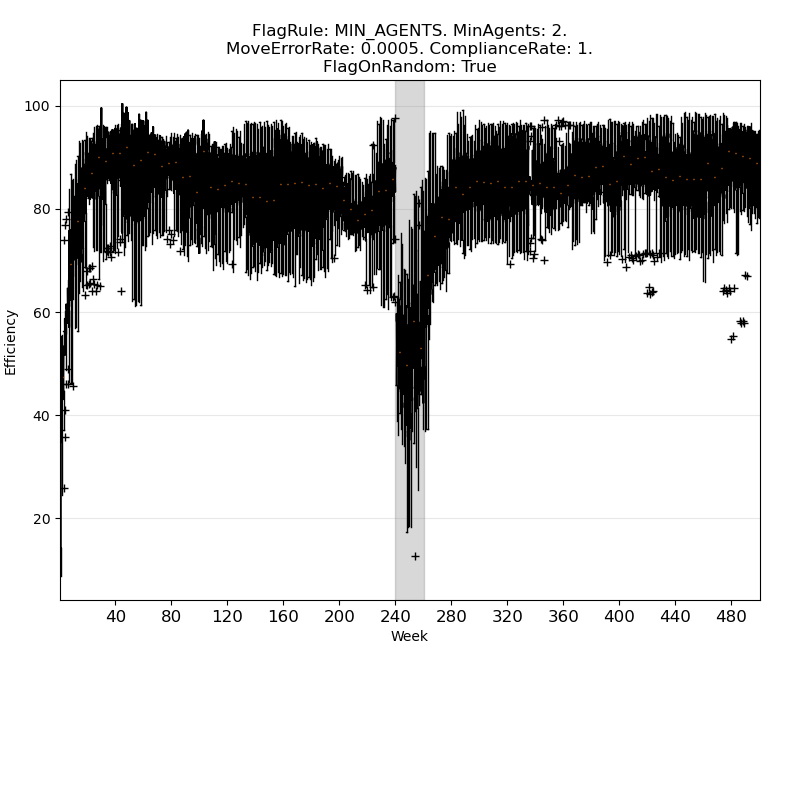 FlagRule: MIN_AGENTS. MinAgents: 2.
MoveErrorRate: 0.0005. ComplianceRate: 1.
FlagOnRandom: True
100
80
60
40
20
Efficiency
40 80 120 160 200 240 280 320 360 400 440 480
Week